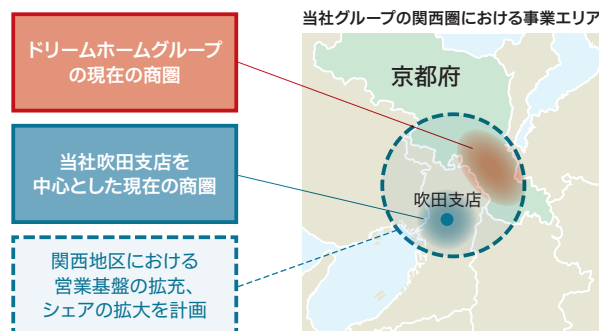 当社グループの関西圏における事業エリア
ドリームホームグループ
の現在の商圏
当社吹田支店を
中心とした現在の商圏
関西地区における
営業基盤の拡充、
シェアの拡大を計画
京都府
吹田支店